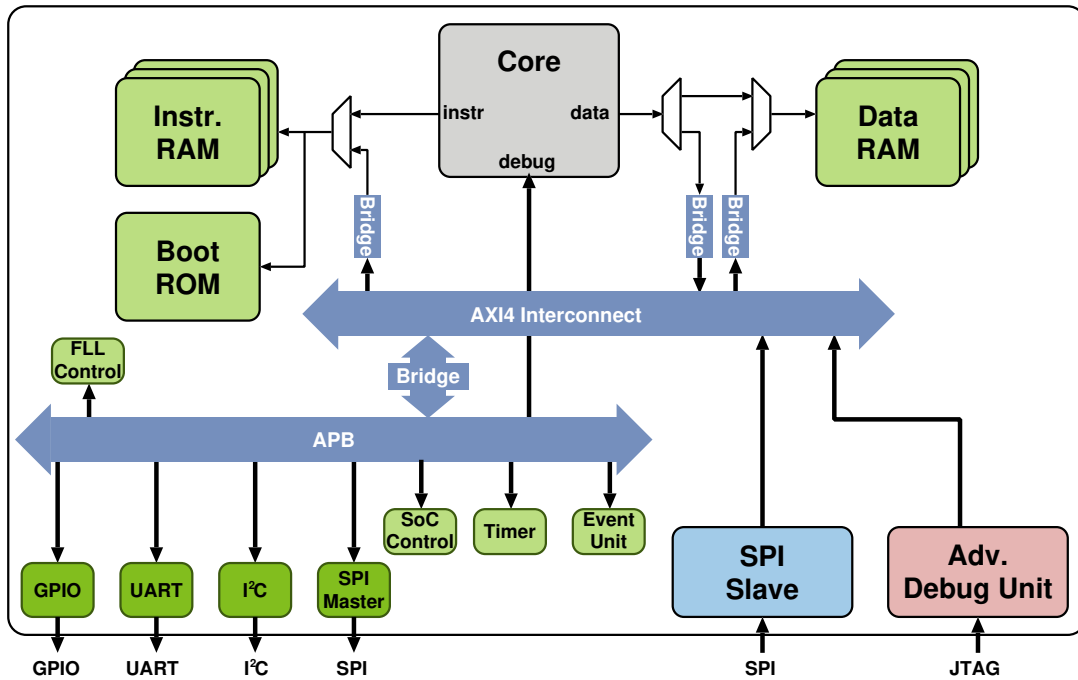 Core
instr
data
debug
Instr.
RAM
Data
RAM
Boot
ROM
Bridge
Bridge
Bridge
AXI4 Interconnect
FLL
Control
Bridge
APB
SoC
Control
Timer
Event
Unit
GPIO
UART
I²C
SPI
Master
SPI
Slave
Adv.
Debug Unit
GPIO
UART
I²C
SPI
SPI
JTAG